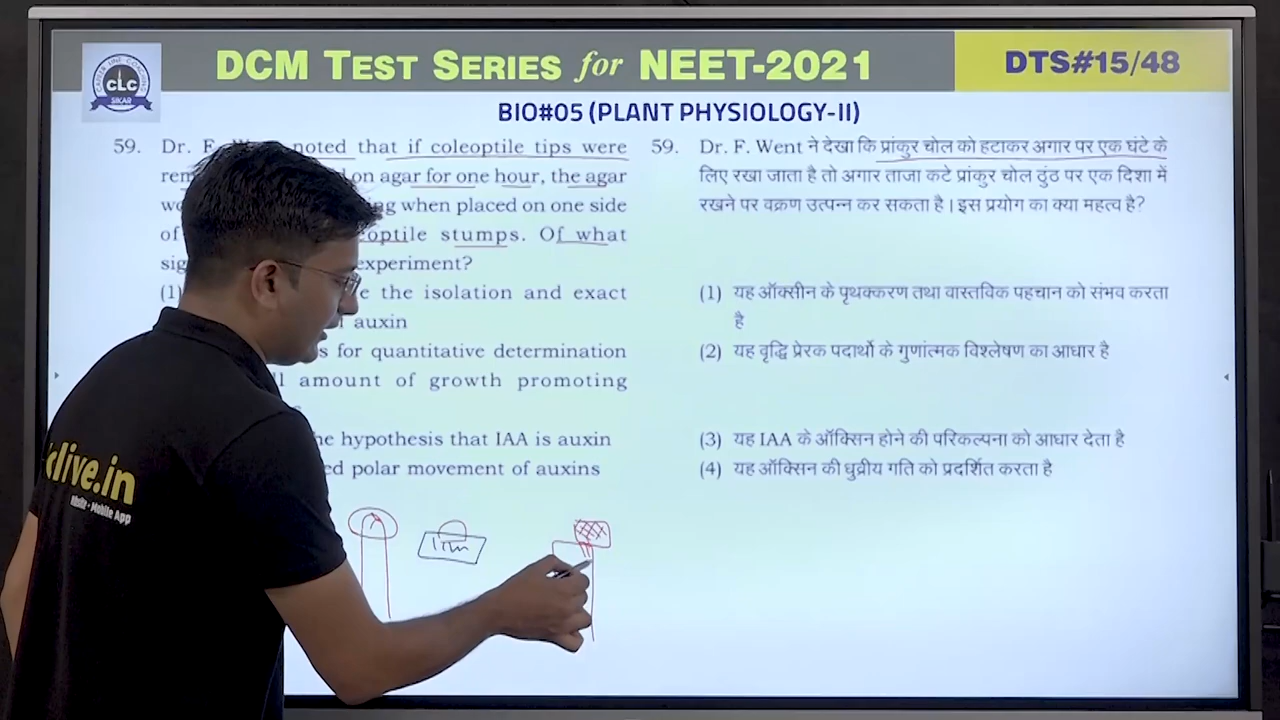 DCM TEST SERIES for NEET-2021
DTS#15/48
CLC
SIKAR
BIO#05 (PLANT PHYSIOLOGY-II)
59. Dr. F. noted that if coleoptile tips were
on agar for one hour, the agar
when placed on one side
of stumps. Of what
experiment?
(1) the isolation and exact
auxin
for quantitative determination
amount of growth promoting
hypothesis that IAA is auxin
polar movement of auxins
59. Dr. F. Went ने देखा कि प्रांकुर चोल को हटाकर अगार पर एक घंटे के
लिए रखा जाता है तो अगार ताजा कटे प्रांकुर चोल ठुंठ पर एक दिशा में
रखने पर वक्रण उत्पन्न कर सकता है। इस प्रयोग का क्या महत्व है?
(1) यह ऑक्सीन के पृथक्करण तथा वास्तविक पहचान को संभव करता
है
(2) यह वृद्धि प्रेरक पदार्थो के गुणांत्मक विश्लेषण का आधार है
(3) यह IAA के ऑक्सिन होने की परिकल्पना को आधार देता है
(4) यह ऑक्सिन की धुव्रीय गति को प्रदर्शित करता है
live.in
Mobile App